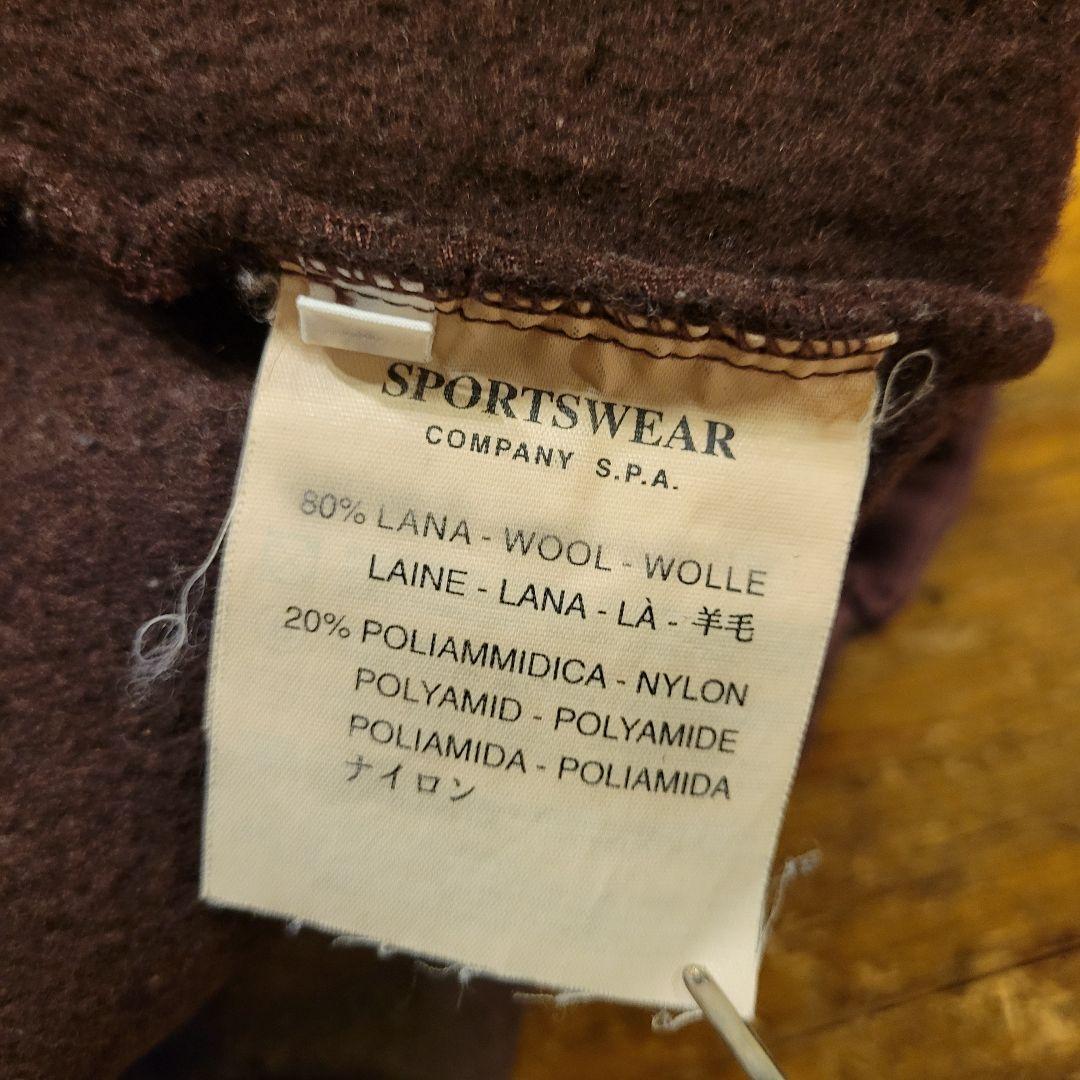 SPORTSWEAR
COMPANY S.P.A.
80% LANA - WOOL - WOLLE
LAINE - LANA - LÀ - 羊毛
20% POLIAMMIDICA - NYLON
POLYAMID - POLYAMIDE
POLIAMIDA - POLIAMIDA
ナイロン